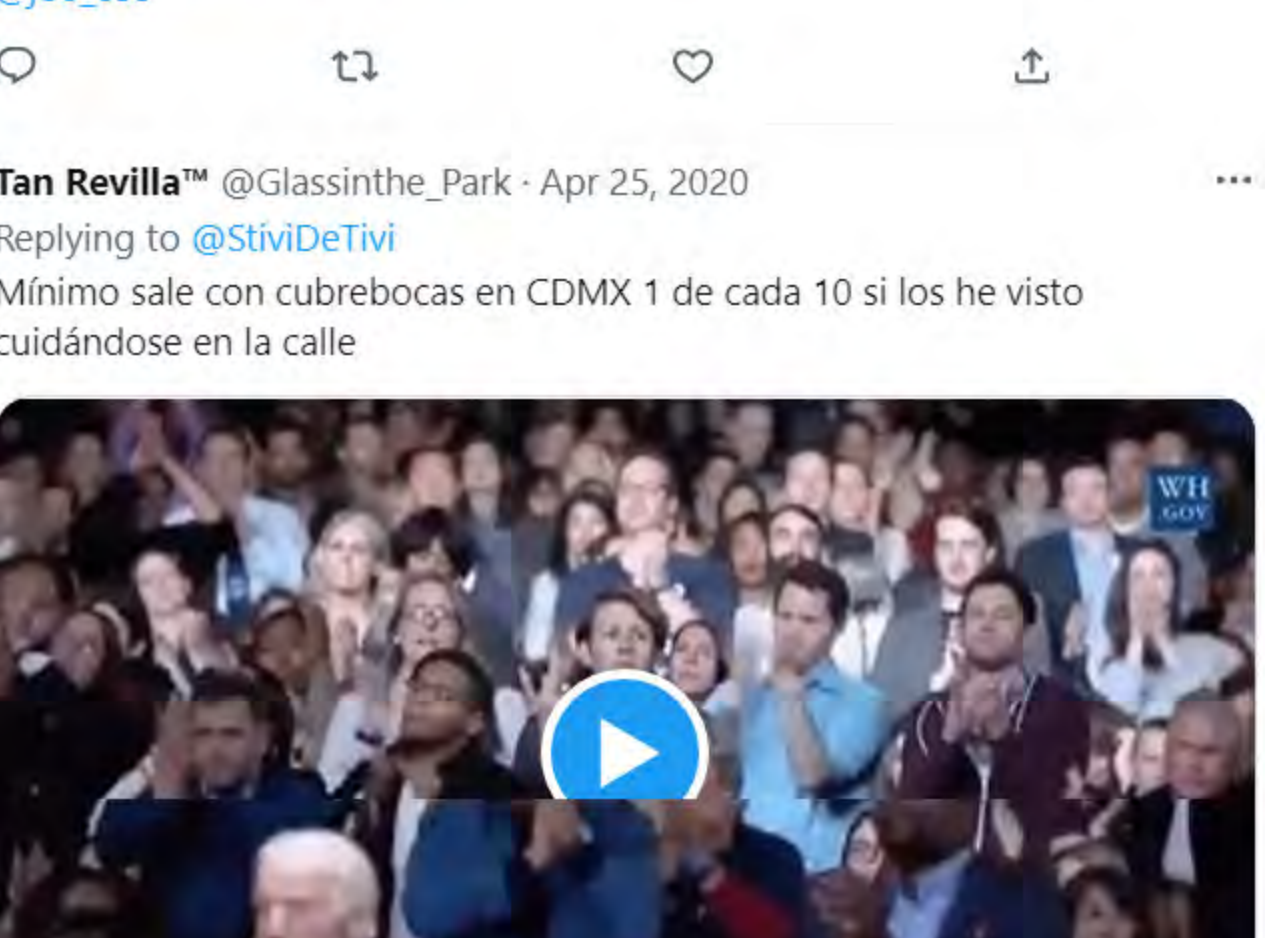 Tan Revilla™ @Glassinthe_Park · Apr 25, 2020
Replying to @StiviDeTivi
Mínimo sale con cubrebocas en CDMX 1 de cada 10 si los he visto
cuidándose en la calle
WH
.GOV